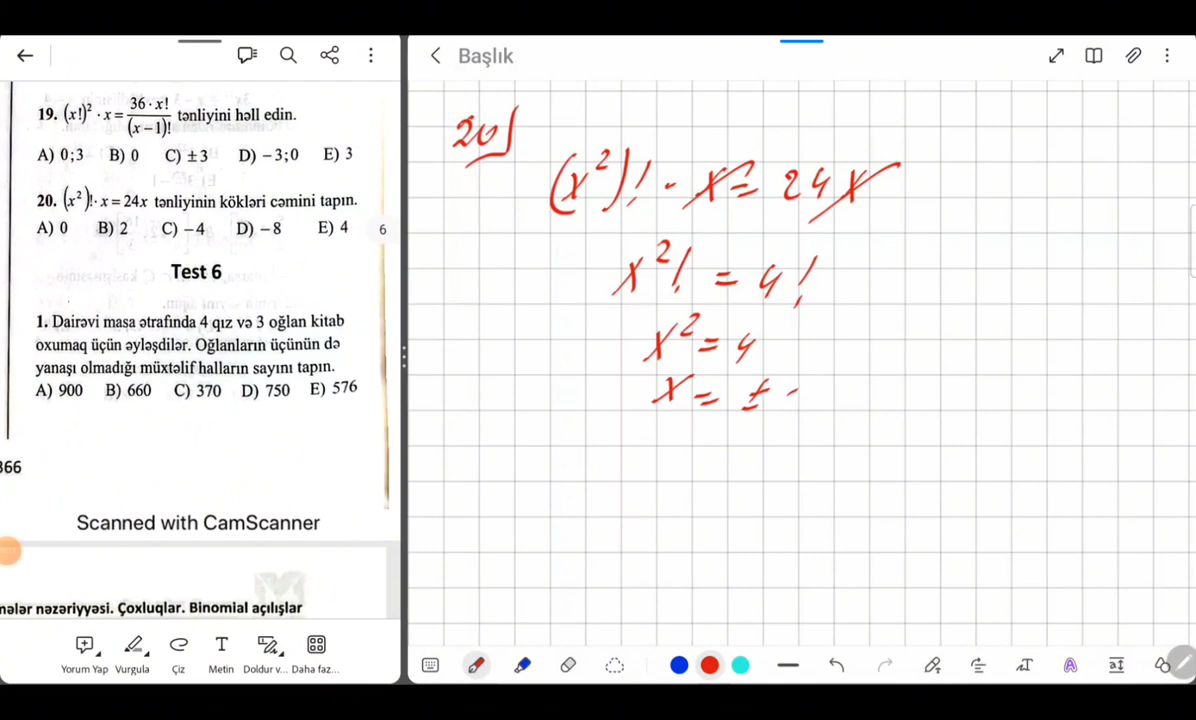 Başlık
19. (x!)² · x = 36 · x! / (x − 1)! tənliyini həll edin.
A) 0;3 B) 0 C) ±3 D) −3;0 E) 3
20. (x²)! · x = 24x tənliyinin kökləri cəmini tapın.
A) 0 B) 2 C) −4 D) −8 E) 4
6
Test 6
1. Dairəvi masa ətrafında 4 qız və 3 oğlan kitab
oxumaq üçün əyləşdilər. Oğlanların üçünün də
yanaşı olmadığı müxtəlif halların sayını tapın.
A) 900 B) 660 C) 370 D) 750 E) 576
366
Scanned with CamScanner
mələr nəzəriyyəsi. Çoxluqlar. Binomial açılışlar
Yorum Yap Vurgula Çiz Metin Doldur v... Daha faz...
20)
(x²)! · x = 24x
x²! = 4!
x² = 4
x = ±